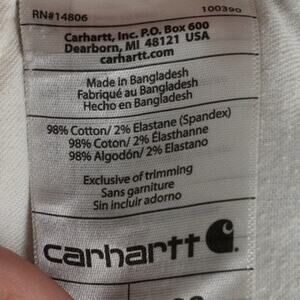 RN#14806 100390
Carhartt, Inc. P.O. Box 600
Dearborn, MI 48121 USA
carhartt.com
Made in Bangladesh
Fabriqué au Bangladesh
Hecho en Bangladesh
98% Cotton/ 2% Elastane (Spandex)
98% Coton/ 2% Élasthanne
98% Algodón/ 2% Elastano
Exclusive of trimming
Sans garniture
Sin incluir adorno
carhartt